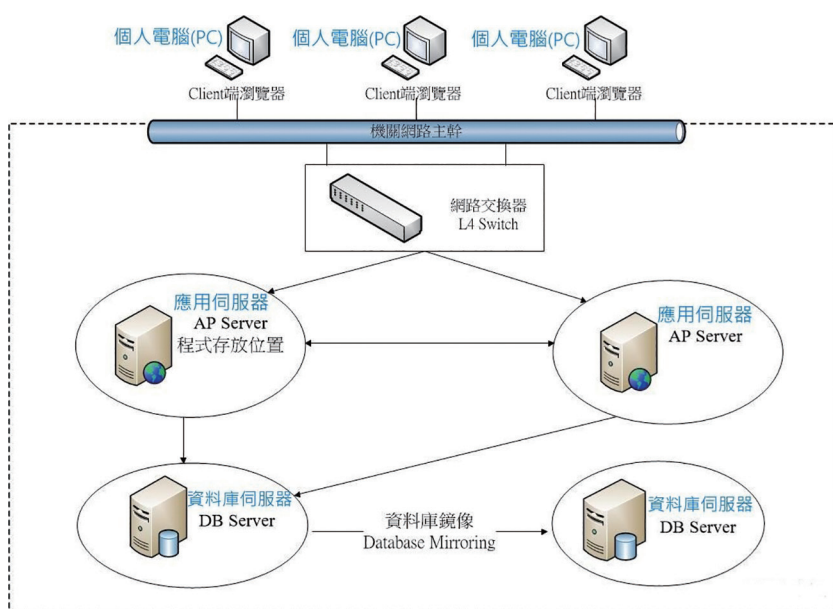 個人電腦(PC)
Client端瀏覽器
個人電腦(PC)
Client端瀏覽器
個人電腦(PC)
Client端瀏覽器
機關網路主幹
網路交換器
L4 Switch
應用伺服器
AP Server
程式存放位置
應用伺服器
AP Server
資料庫伺服器
DB Server
資料庫鏡像
Database Mirroring
資料庫伺服器
DB Server